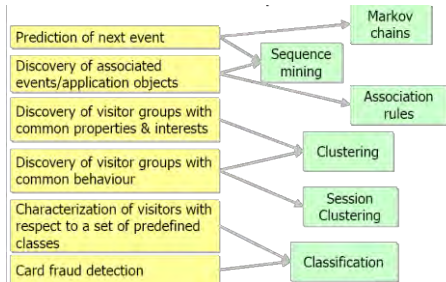 Prediction of next event
Discovery of associated
events/application objects
Discovery of visitor groups with
common properties & interests
Discovery of visitor groups with
common behaviour
Characterization of visitors with
respect to a set of predefined
classes
Card fraud detection
Markov
chains
Sequence
mining
Association
rules
Clustering
Session
Clustering
Classification